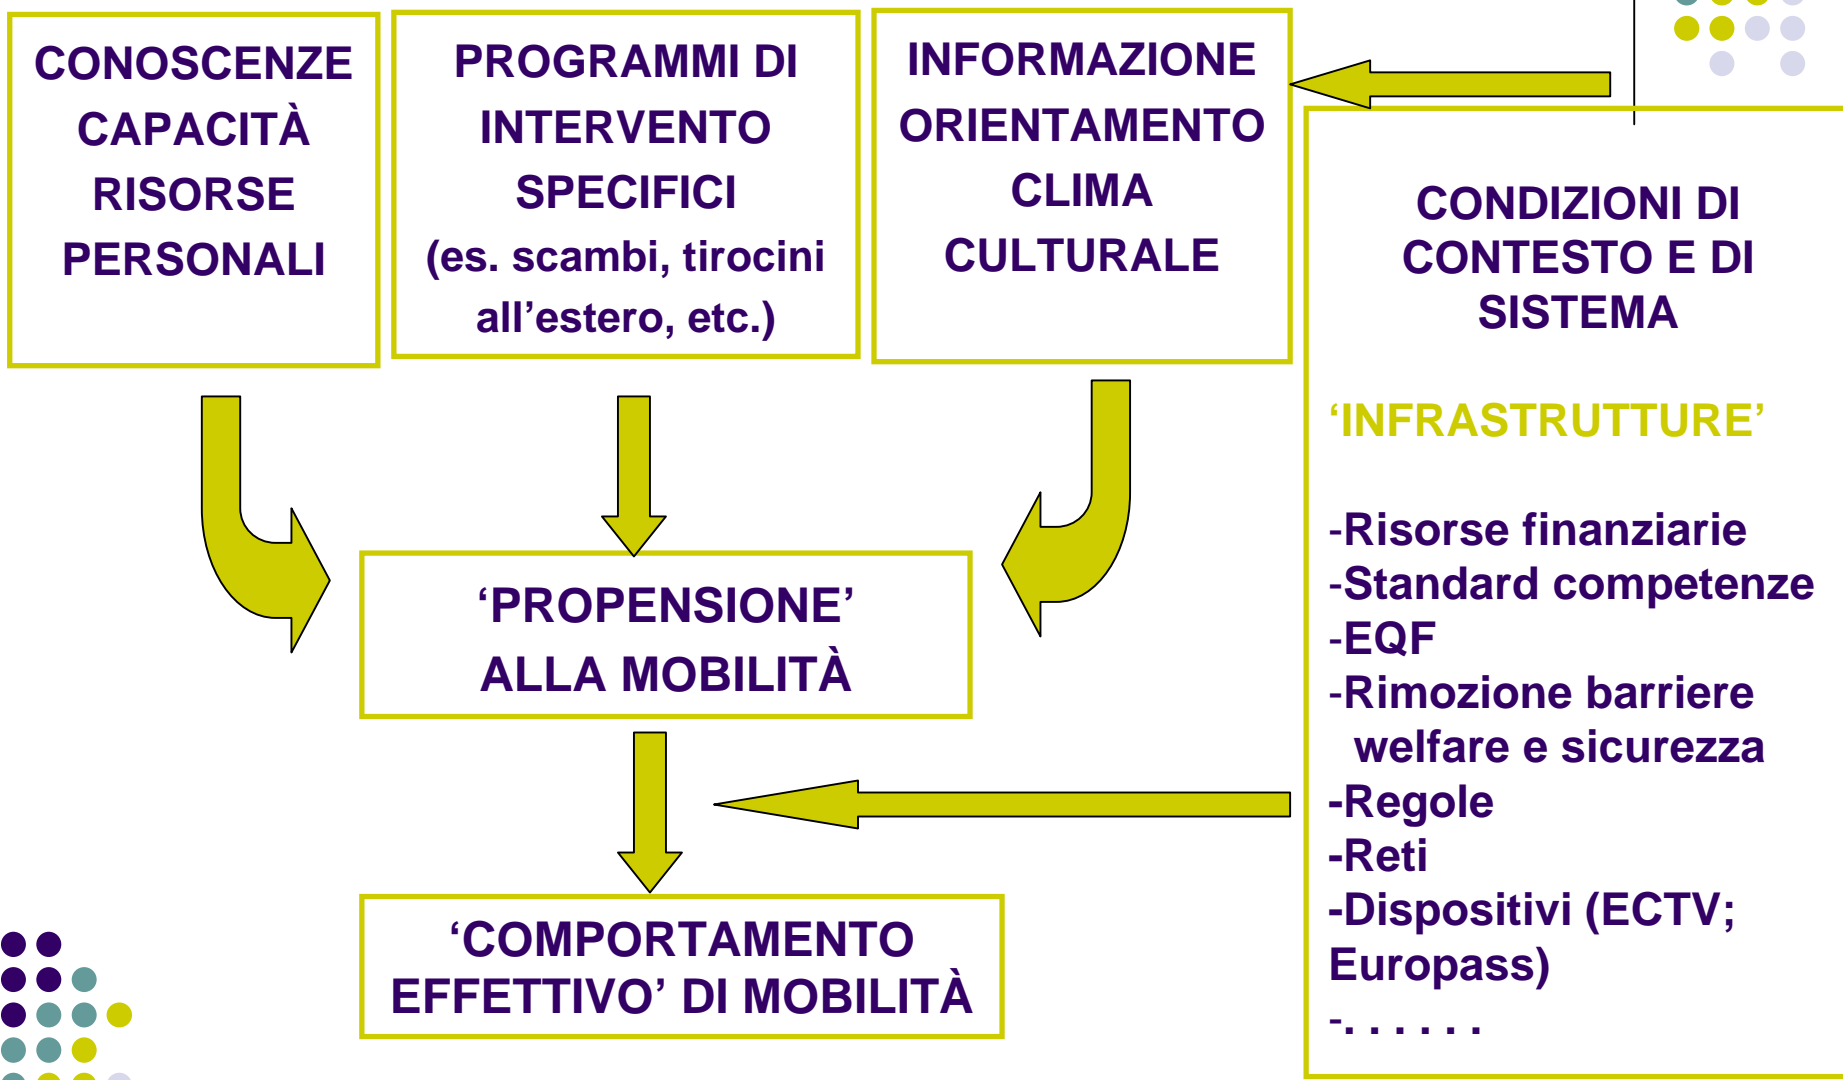 CONOSCENZE
CAPACITÀ
RISORSE
PERSONALI
PROGRAMMI DI
INTERVENTO
SPECIFICI
(es. scambi, tirocini
all’estero, etc.)
INFORMAZIONE
ORIENTAMENTO
CLIMA
CULTURALE
CONDIZIONI DI
CONTESTO E DI
SISTEMA
‘INFRASTRUTTURE’
-Risorse finanziarie
-Standard competenze
-EQF
-Rimozione barriere
welfare e sicurezza
-Regole
-Reti
-Dispositivi (ECTV;
Europass)
-. . . . . .
‘PROPENSIONE’
ALLA MOBILITÀ
‘COMPORTAMENTO
EFFETTIVO’ DI MOBILITÀ